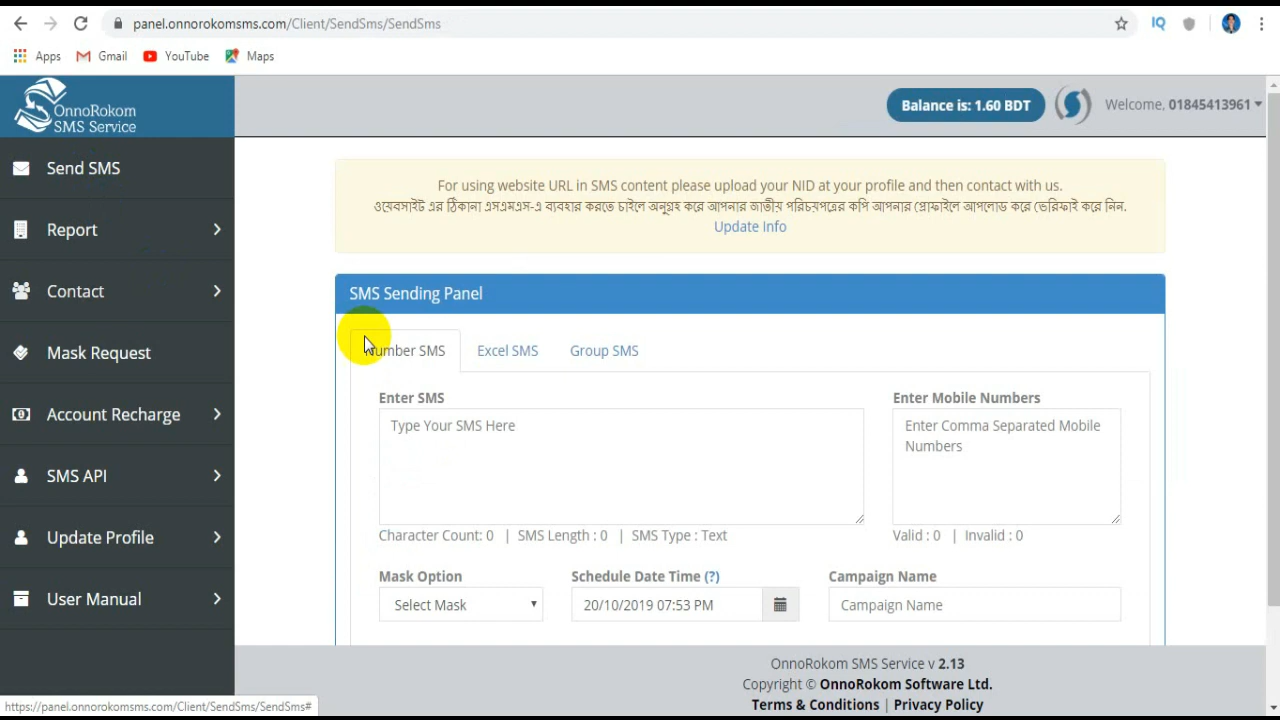 panel.onnorokomsms.com/Client/SendSms/SendSms
IQ
Apps
Gmail
YouTube
Maps
OnnoRokom
SMS Service
Balance is: 1.60 BDT
Welcome, 01845413961
Send SMS
Report
Contact
Mask Request
Account Recharge
SMS API
Update Profile
User Manual
For using website URL in SMS content please upload your NID at your profile and then contact with us.
ওয়েবসাইট এর ঠিকানা এসএমএস-এ ব্যবহার করতে চাইলে অনুগ্রহ করে আপনার জাতীয় পরিচয়পত্রের কপি আপনার প্রোফাইলে আপলোড করে ভেরিফাই করে নিন.
Update Info
SMS Sending Panel
Number SMS
Excel SMS
Group SMS
Enter SMS
Type Your SMS Here
Character Count: 0 | SMS Length : 0 | SMS Type : Text
Enter Mobile Numbers
Enter Comma Separated Mobile
Numbers
Valid : 0 | Invalid : 0
Mask Option
Select Mask
Schedule Date Time (?)
20/10/2019 07:53 PM
Campaign Name
Campaign Name
OnnoRokom SMS Service v 2.13
Copyright © OnnoRokom Software Ltd.
Terms & Conditions | Privacy Policy
https://panel.onnorokomsms.com/Client/SendSms/SendSms#